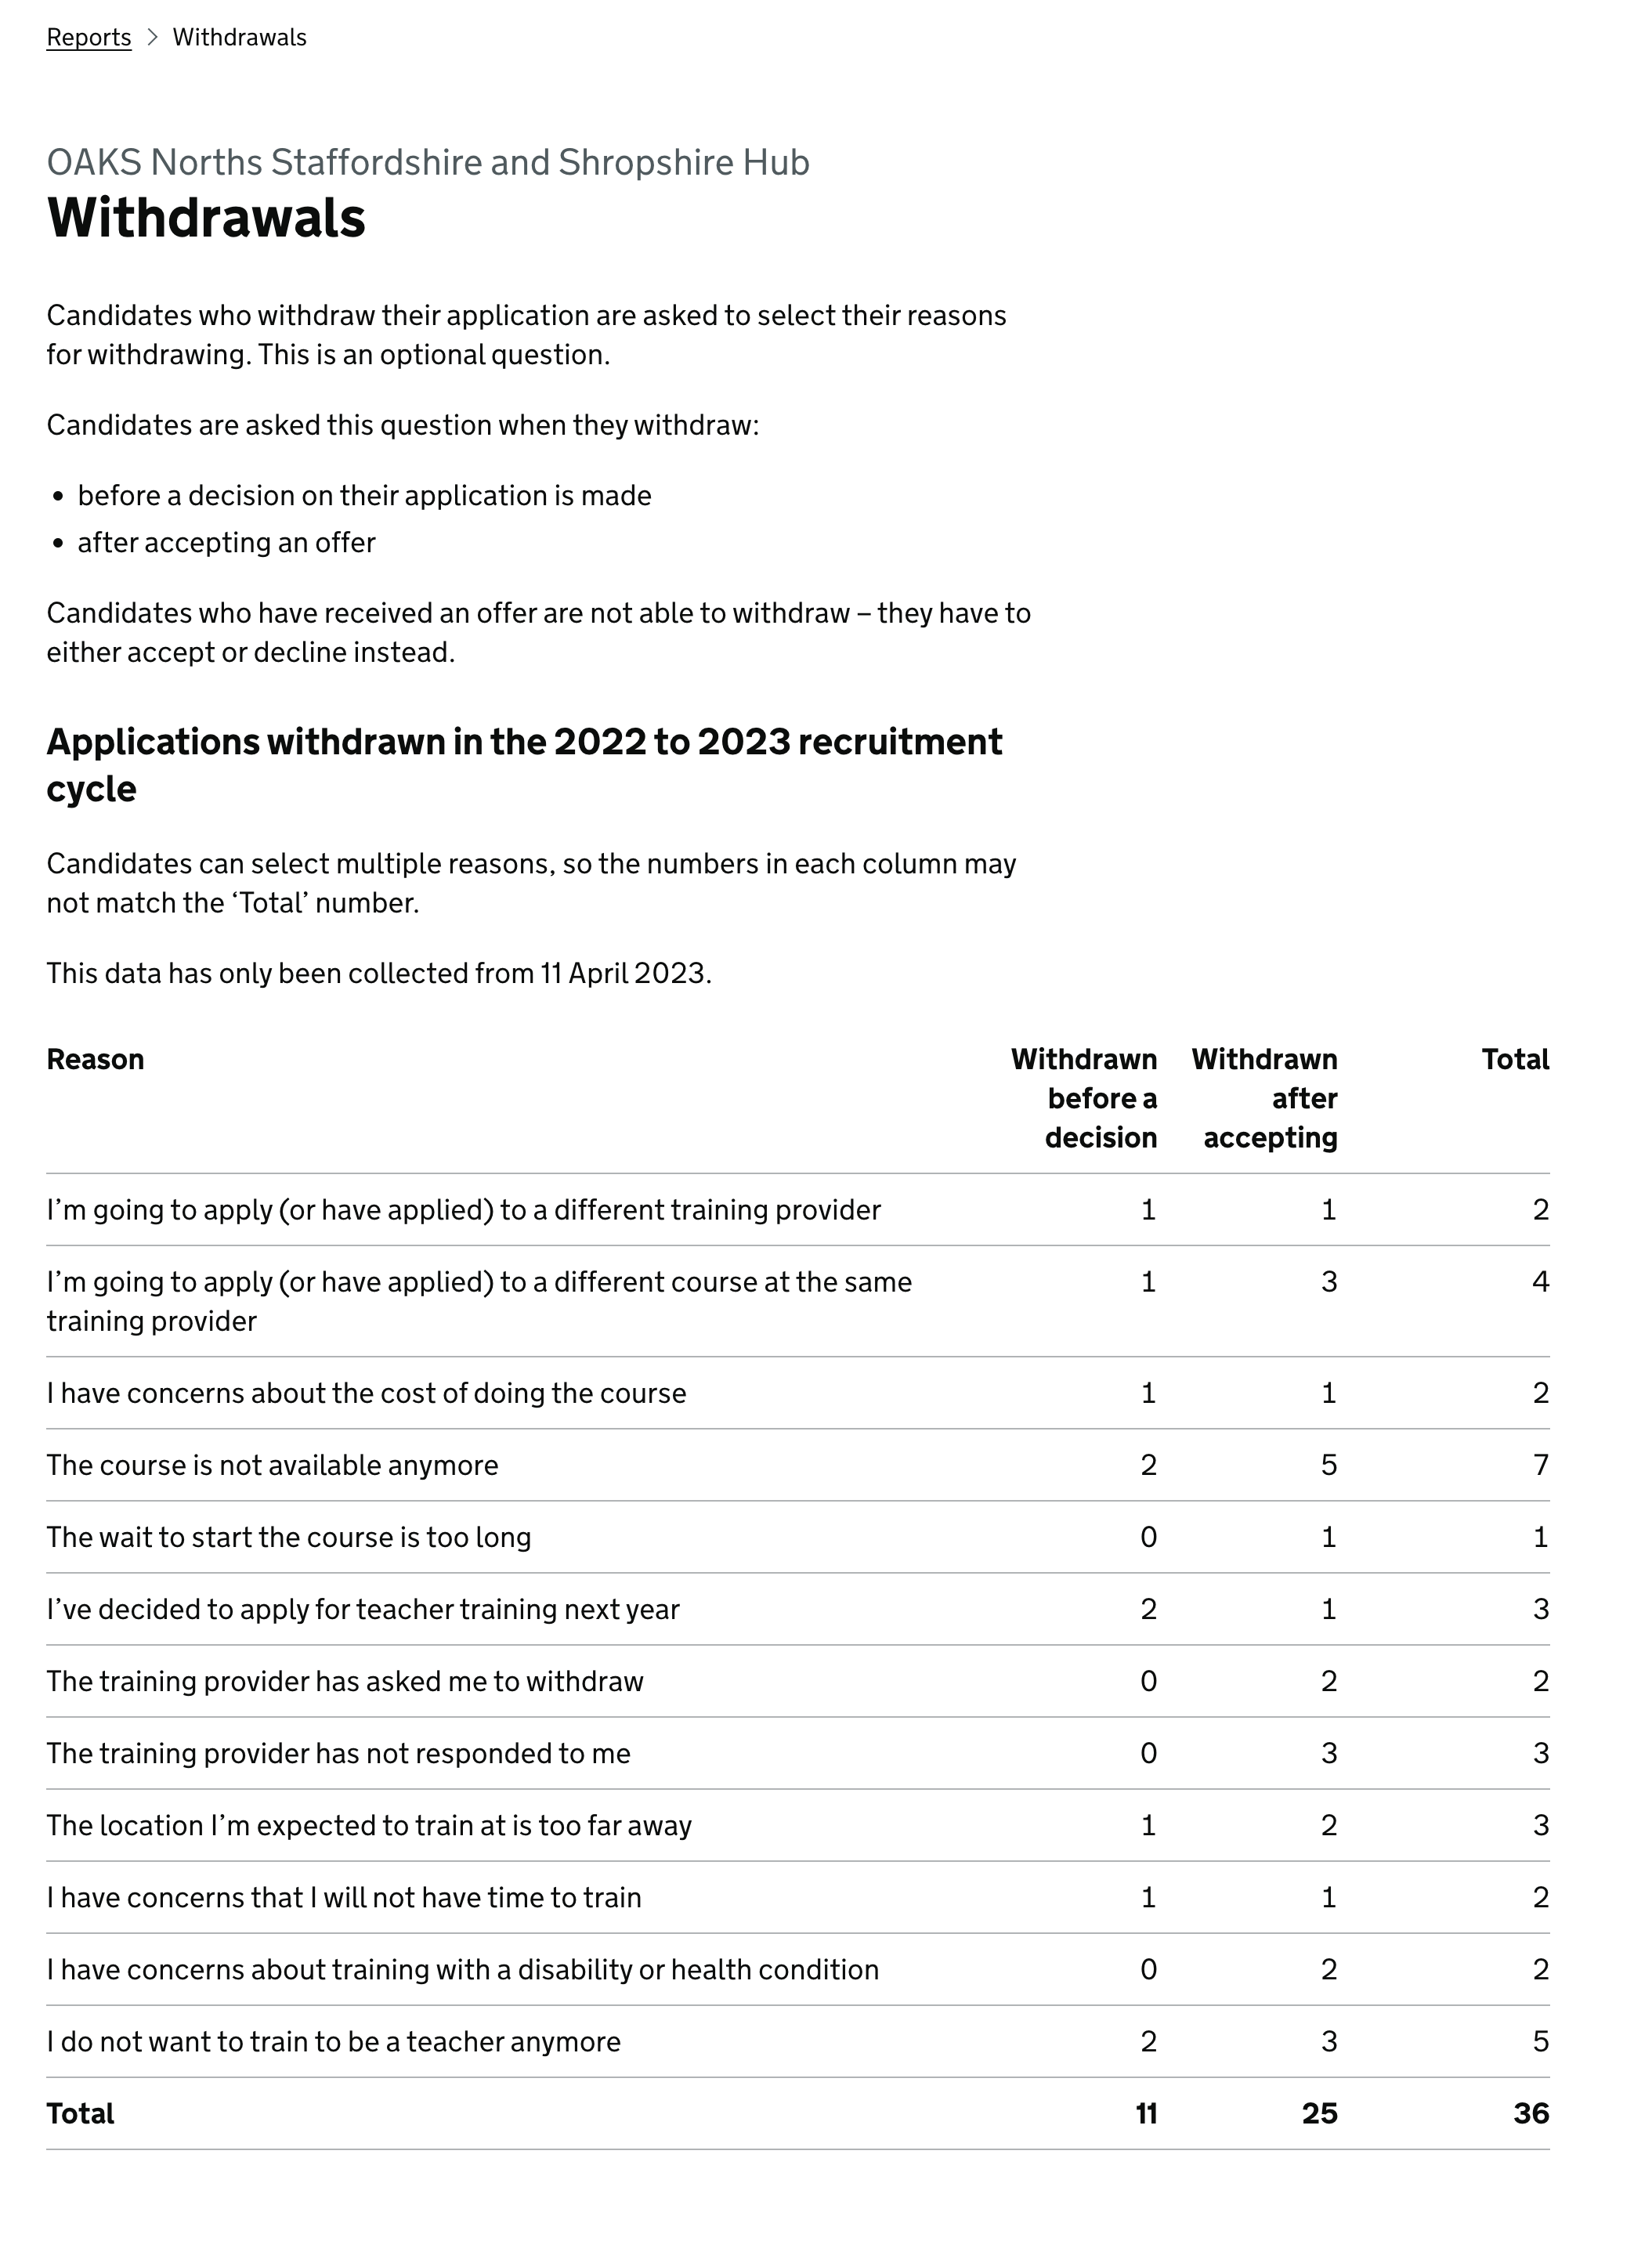 Reports > Withdrawals
OAKS Norths Staffordshire and Shropshire Hub
Withdrawals
Candidates who withdraw their application are asked to select their reasons
for withdrawing. This is an optional question.
Candidates are asked this question when they withdraw:
• before a decision on their application is made
• after accepting an offer
Candidates who have received an offer are not able to withdraw – they have to
either accept or decline instead.
Applications withdrawn in the 2022 to 2023 recruitment
cycle
Candidates can select multiple reasons, so the numbers in each column may
not match the ‘Total’ number.
This data has only been collected from 11 April 2023.
Reason Withdrawn Withdrawn Total
before a after
decision accepting
I’m going to apply (or have applied) to a different training provider 1 1 2
I’m going to apply (or have applied) to a different course at the same 1 3 4
training provider
I have concerns about the cost of doing the course 1 1 2
The course is not available anymore 2 5 7
The wait to start the course is too long 0 1 1
I’ve decided to apply for teacher training next year 2 1 3
The training provider has asked me to withdraw 0 2 2
The training provider has not responded to me 0 3 3
The location I’m expected to train at is too far away 1 2 3
I have concerns that I will not have time to train 1 1 2
I have concerns about training with a disability or health condition 0 2 2
I do not want to train to be a teacher anymore 2 3 5
Total 11 25 36